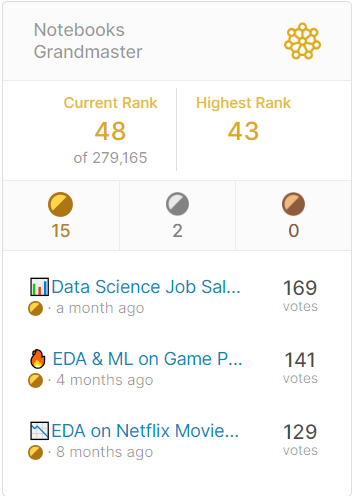 Notebooks
Grandmaster
Current Rank
Highest Rank
48
43
of 279,165
15
2
0
📊Data Science Job Sal...
169
· a month ago
votes
🔥 EDA & ML on Game P...
141
· 4 months ago
votes
📉EDA on Netflix Movie...
129
· 8 months ago
votes